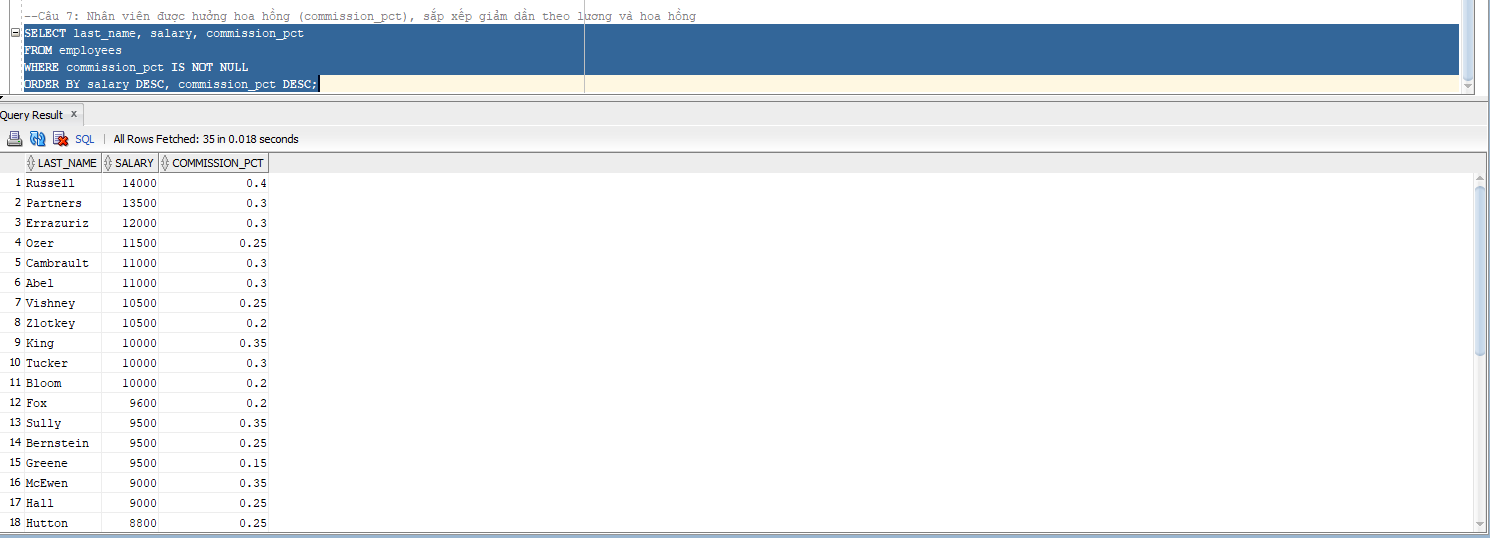 --Câu 7: Nhân viên được hưởng hoa hồng (commission_pct), sắp xếp giảm dần theo lương và hoa hồng
SELECT last_name, salary, commission_pct
FROM employees
WHERE commission_pct IS NOT NULL
ORDER BY salary DESC, commission_pct DESC;
Query Result x
SQL | All Rows Fetched: 35 in 0.018 seconds
LAST_NAME SALARY COMMISSION_PCT
1 Russell 14000 0.4
2 Partners 13500 0.3
3 Errazuriz 12000 0.3
4 Ozer 11500 0.25
5 Cambrault 11000 0.3
6 Abel 11000 0.3
7 Vishney 10500 0.25
8 Zlotkey 10500 0.2
9 King 10000 0.35
10 Tucker 10000 0.3
11 Bloom 10000 0.2
12 Fox 9600 0.2
13 Sully 9500 0.35
14 Bernstein 9500 0.25
15 Greene 9500 0.15
16 McEwen 9000 0.35
17 Hall 9000 0.25
18 Hutton 8800 0.25